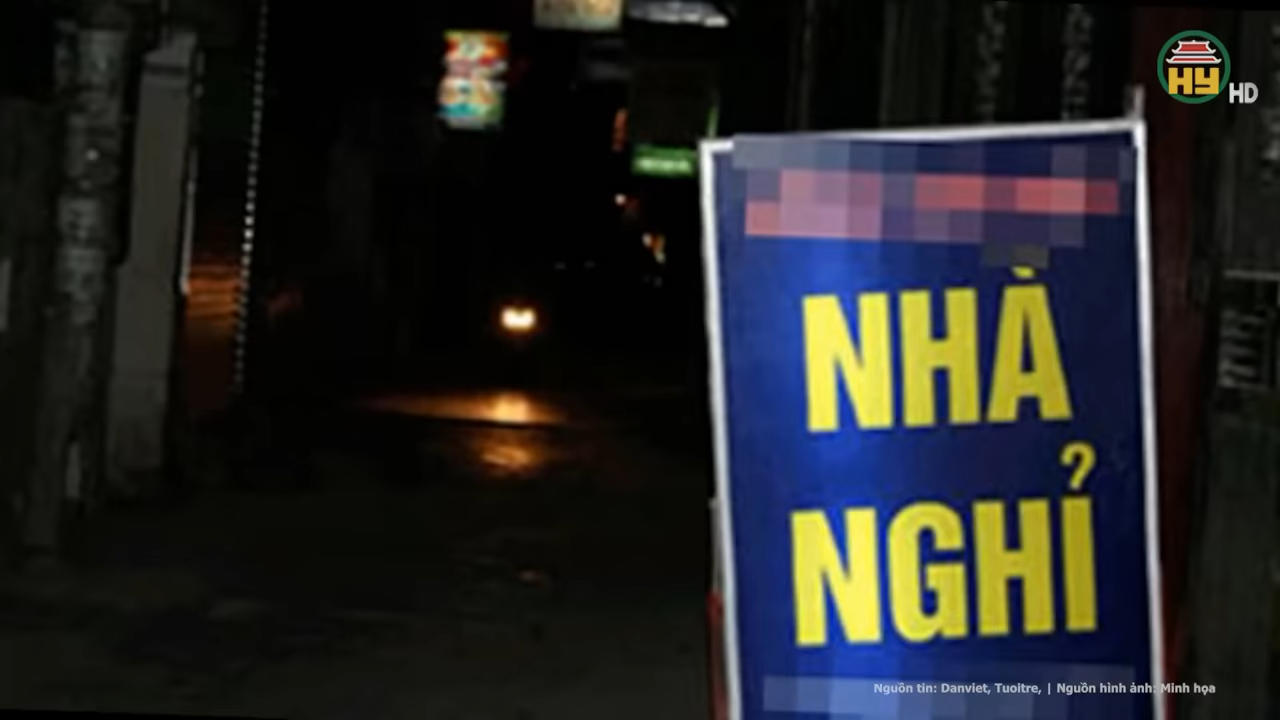 HY HD
NHÀ
NGHỈ
Nguồn tin: Danviet, Tuoitre, | Nguồn hình ảnh: Minh họa